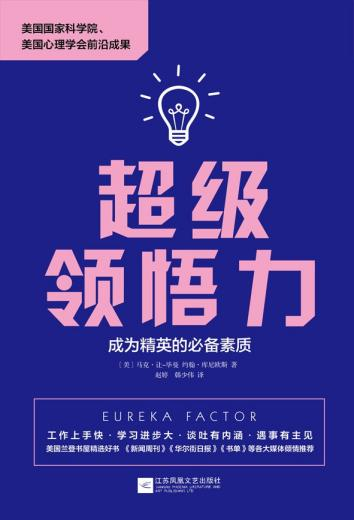 美国国家科学院、
美国心理学会前沿成果
超级
领悟力
成为精英的必备素质
［美］马克·让-毕曼 约翰·库尼欧斯 著
赵婷 韩少伟 译
EUREKA FACTOR
工作上手快·学习进步大·谈吐有内涵·遇事有主见
美国兰登书屋精选好书 《新闻周刊》《华尔街日报》《书单》等各大媒体倾情推荐
江苏凤凰文艺出版社
JIANGSU PHOENIX LITERATURE AND ART PUBLISHING, LTD